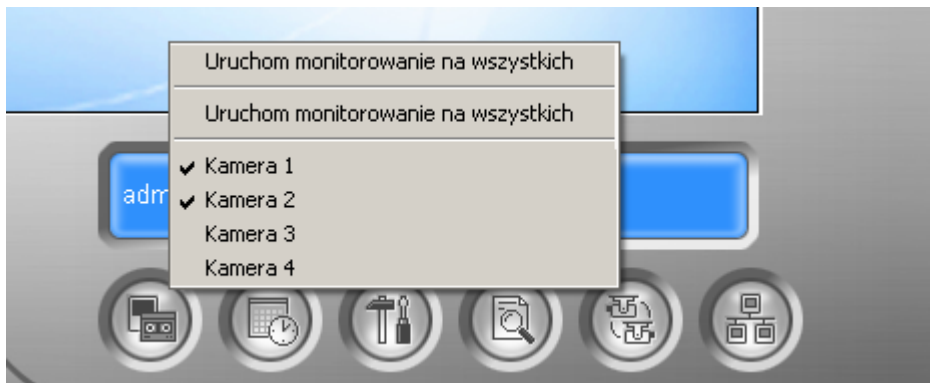 Uruchom monitorowanie na wszystkich
Uruchom monitorowanie na wszystkich
Kamera 1
adm
Kamera 2
Kamera 3
Kamera 4